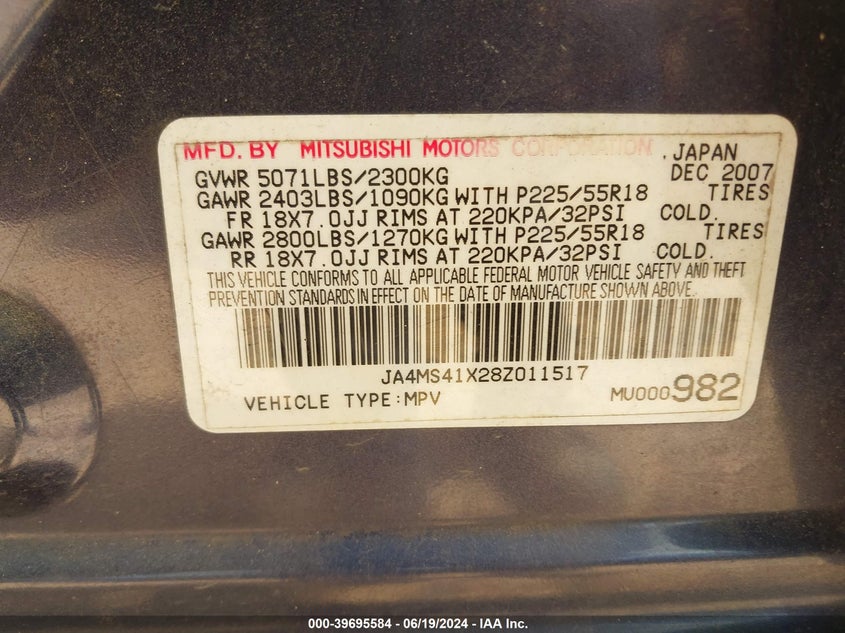 MFD. BY MITSUBISHI MOTORS CORPORATION , JAPAN
GVWR 5071LBS/2300KG DEC 2007
GAWR 2403LBS/1090KG WITH P225/55R18 TIRES
FR 18X7.0JJ RIMS AT 220KPA/32PSI COLD.
GAWR 2800LBS/1270KG WITH P225/55R18 TIRES
RR 18X7.0JJ RIMS AT 220KPA/32PSI COLD.
THIS VEHICLE CONFORMS TO ALL APPLICABLE FEDERAL MOTOR VEHICLE SAFETY AND THEFT
PREVENTION STANDARDS IN EFFECT ON THE DATE OF MANUFACTURE SHOWN ABOVE.
JA4MS41X28Z011517
VEHICLE TYPE:MPV MU000982
000-39695584 - 06/19/2024 - IAA Inc.